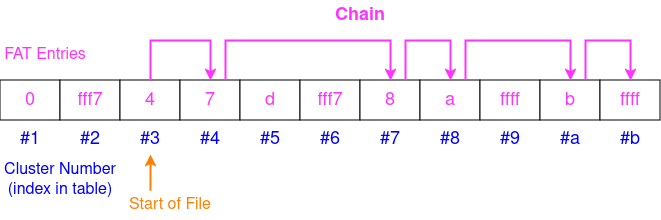 Chain
FAT Entries
0 fff7 4 7 d fff7 8 a ffff b ffff
#1 #2 #3 #4 #5 #6 #7 #8 #9 #a #b
Cluster Number
(index in table)
Start of File